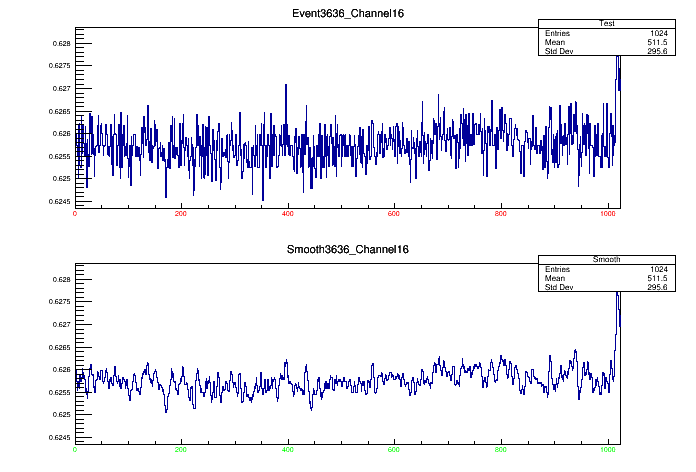 Event3636_Channel16
Test
Entries 1024
Mean 511.5
Std Dev 295.6
0.628
0.6275
0.627
0.6265
0.626
0.6255
0.625
0.6245
0 200 400 600 800 1000
Smooth3636_Channel16
Smooth
Entries 1024
Mean 511.5
Std Dev 295.6
0.628
0.6275
0.627
0.6265
0.626
0.6255
0.625
0.6245
0 200 400 600 800 1000